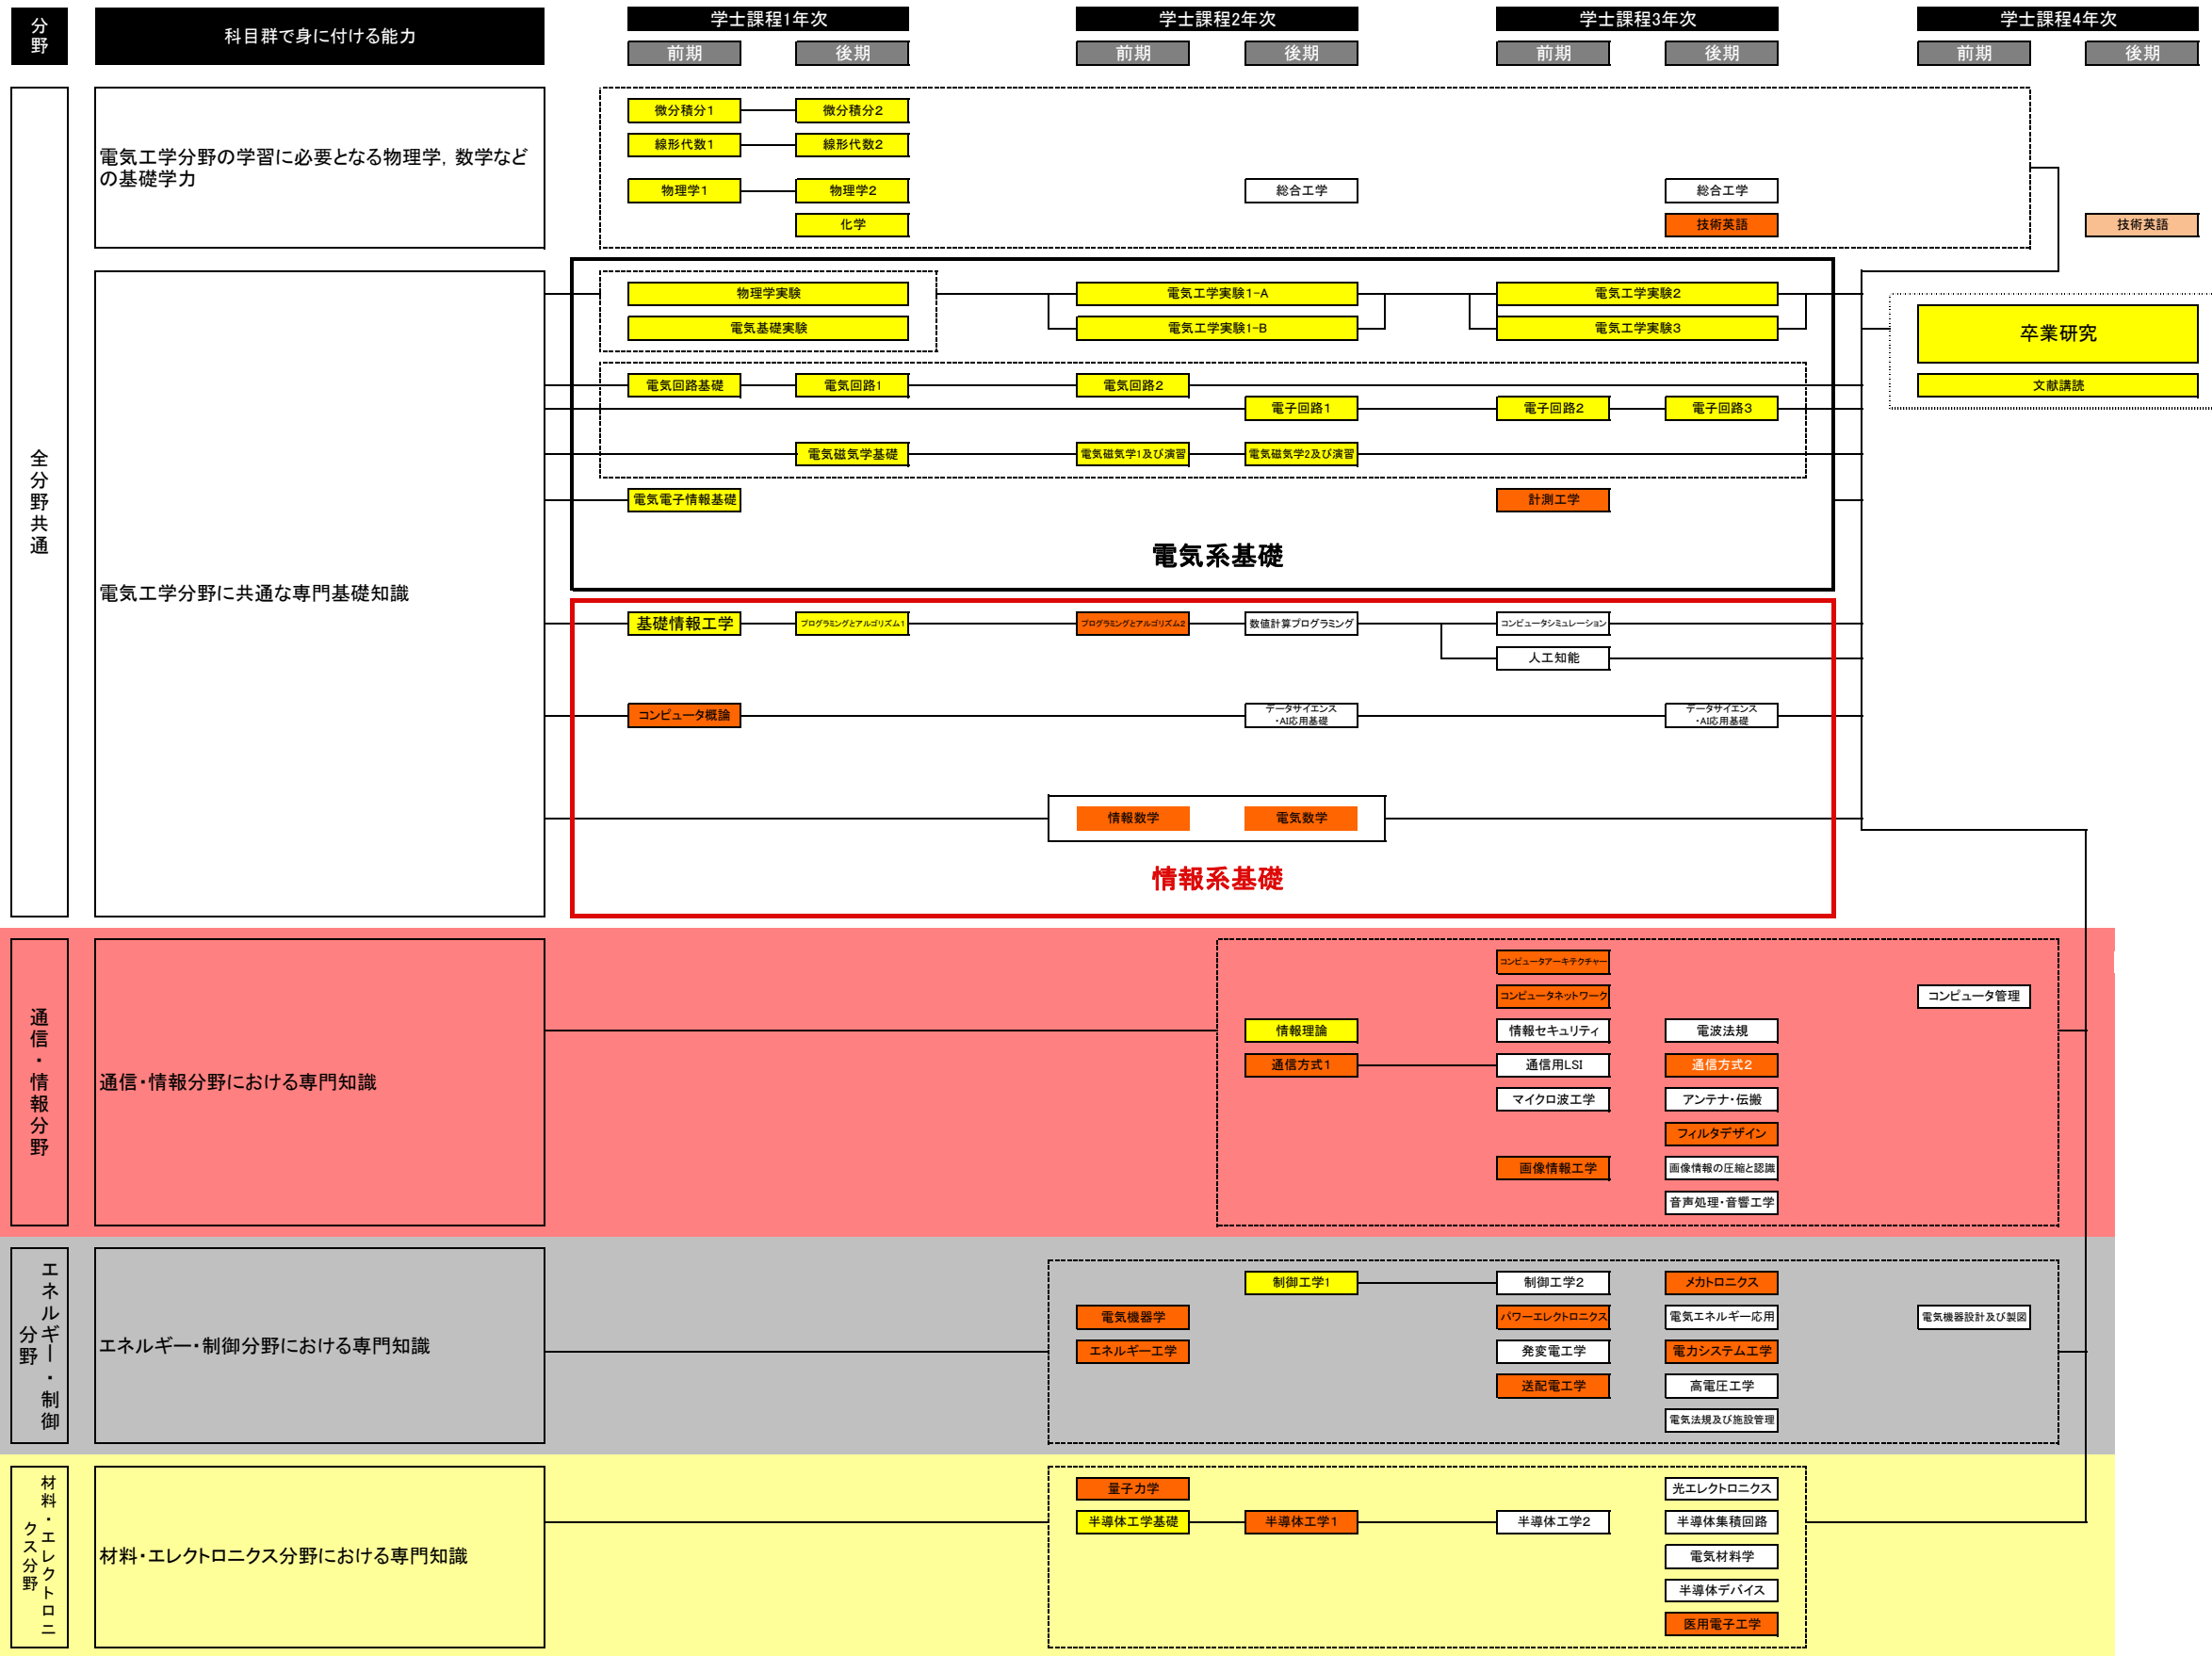 分野
科目群で身に付ける能力
学士課程1年次
学士課程2年次
学士課程3年次
学士課程4年次
前期
後期
前期
後期
前期
後期
前期
後期
全分野共通
電気工学分野の学習に必要となる物理学，数学など
の基礎学力
微分積分1
微分積分2
線形代数1
線形代数2
物理学1
物理学2
総合工学
総合工学
化学
技術英語
技術英語
電気工学分野に共通な専門基礎知識
物理学実験
電気工学実験1-A
電気工学実験2
電気基礎実験
電気工学実験1-B
電気工学実験3
卒業研究
文献講読
電気回路基礎
電気回路1
電気回路2
電子回路1
電子回路2
電子回路3
電気磁気学基礎
電気磁気学1及び演習
電気磁気学2及び演習
電気電子情報基礎
計測工学
電気系基礎
基礎情報工学
プログラミングとアルゴリズム1
プログラミングとアルゴリズム2
数値計算プログラミング
コンピュータシミュレーション
人工知能
コンピュータ概論
データサイエンス
・AI応用基礎
データサイエンス
・AI応用基礎
情報数学
電気数学
情報系基礎
通信・情報分野
通信・情報分野における専門知識
コンピュータアーキテクチャー
コンピュータネットワーク
コンピュータ管理
情報理論
情報セキュリティ
電波法規
通信方式1
通信用LSI
通信方式2
マイクロ波工学
アンテナ・伝搬
フィルタデザイン
画像情報工学
画像情報の圧縮と認識
音声処理・音響工学
エネルギー・制御
分野
エネルギー・制御分野における専門知識
制御工学1
制御工学2
メカトロニクス
電気機器学
パワーエレクトロニクス
電気エネルギー応用
電気機器設計及び製図
エネルギー工学
発変電工学
電力システム工学
送配電工学
高電圧工学
電気法規及び施設管理
材料・エレクトロニ
クス分野
材料・エレクトロニクス分野における専門知識
量子力学
光エレクトロニクス
半導体工学基礎
半導体工学1
半導体工学2
半導体集積回路
電気材料学
半導体デバイス
医用電子工学